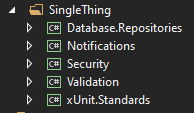 SingleThing
C# Database.Repositories
C# Notifications
C# Security
C# Validation
C# xUnit.Standards